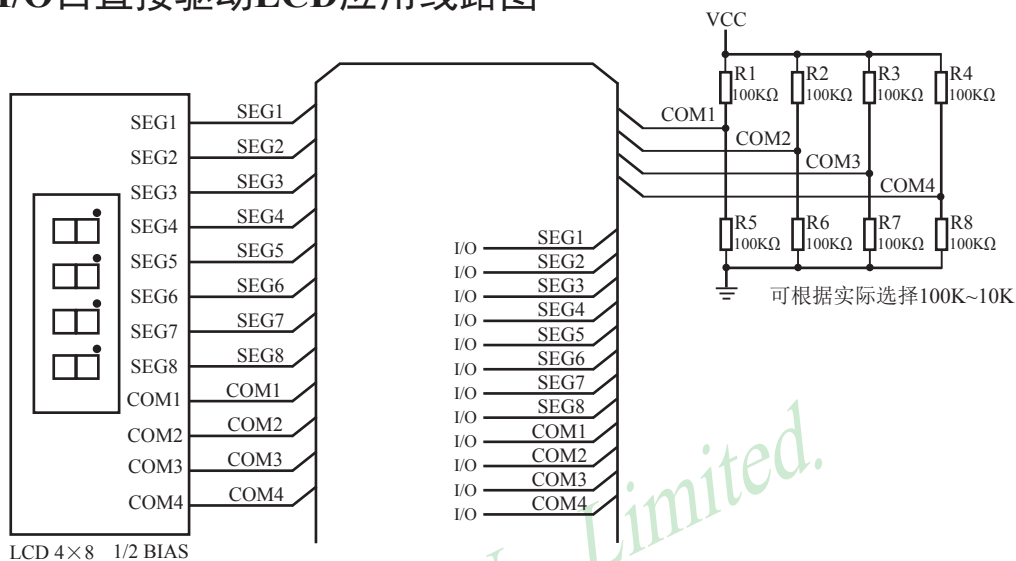 I/O口直接驱动LCD应用线路图
VCC
R1 R2 R3 R4
100KΩ 100KΩ 100KΩ 100KΩ
COM1
COM2
COM3
COM4
R5 R6 R7 R8
100KΩ 100KΩ 100KΩ 100KΩ
可根据实际选择100K~10K
SEG1 SEG1
SEG2 SEG2
SEG3 SEG3
SEG4 SEG4
SEG5 SEG5
SEG6 SEG6
SEG7 SEG7
SEG8 SEG8
COM1 COM1
COM2 COM2
COM3 COM3
COM4 COM4
I/O SEG1
I/O SEG2
I/O SEG3
I/O SEG4
I/O SEG5
I/O SEG6
I/O SEG7
I/O SEG8
I/O COM1
I/O COM2
I/O COM3
I/O COM4
LCD 4×8 1/2 BIAS
Limited.